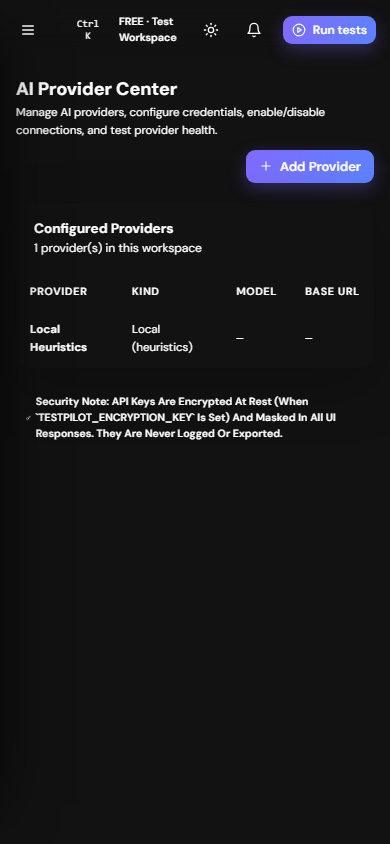 Ctrl
K
FREE · Test
Workspace
Run tests
AI Provider Center
Manage AI providers, configure credentials, enable/disable
connections, and test provider health.
+ Add Provider
Configured Providers
1 provider(s) in this workspace
PROVIDER KIND MODEL BASE URL
Local
Heuristics
Local
(heuristics)
—
—
Security Note: API Keys Are Encrypted At Rest (When
`TESTPILOT_ENCRYPTION_KEY` Is Set) And Masked In All UI
Responses. They Are Never Logged Or Exported.